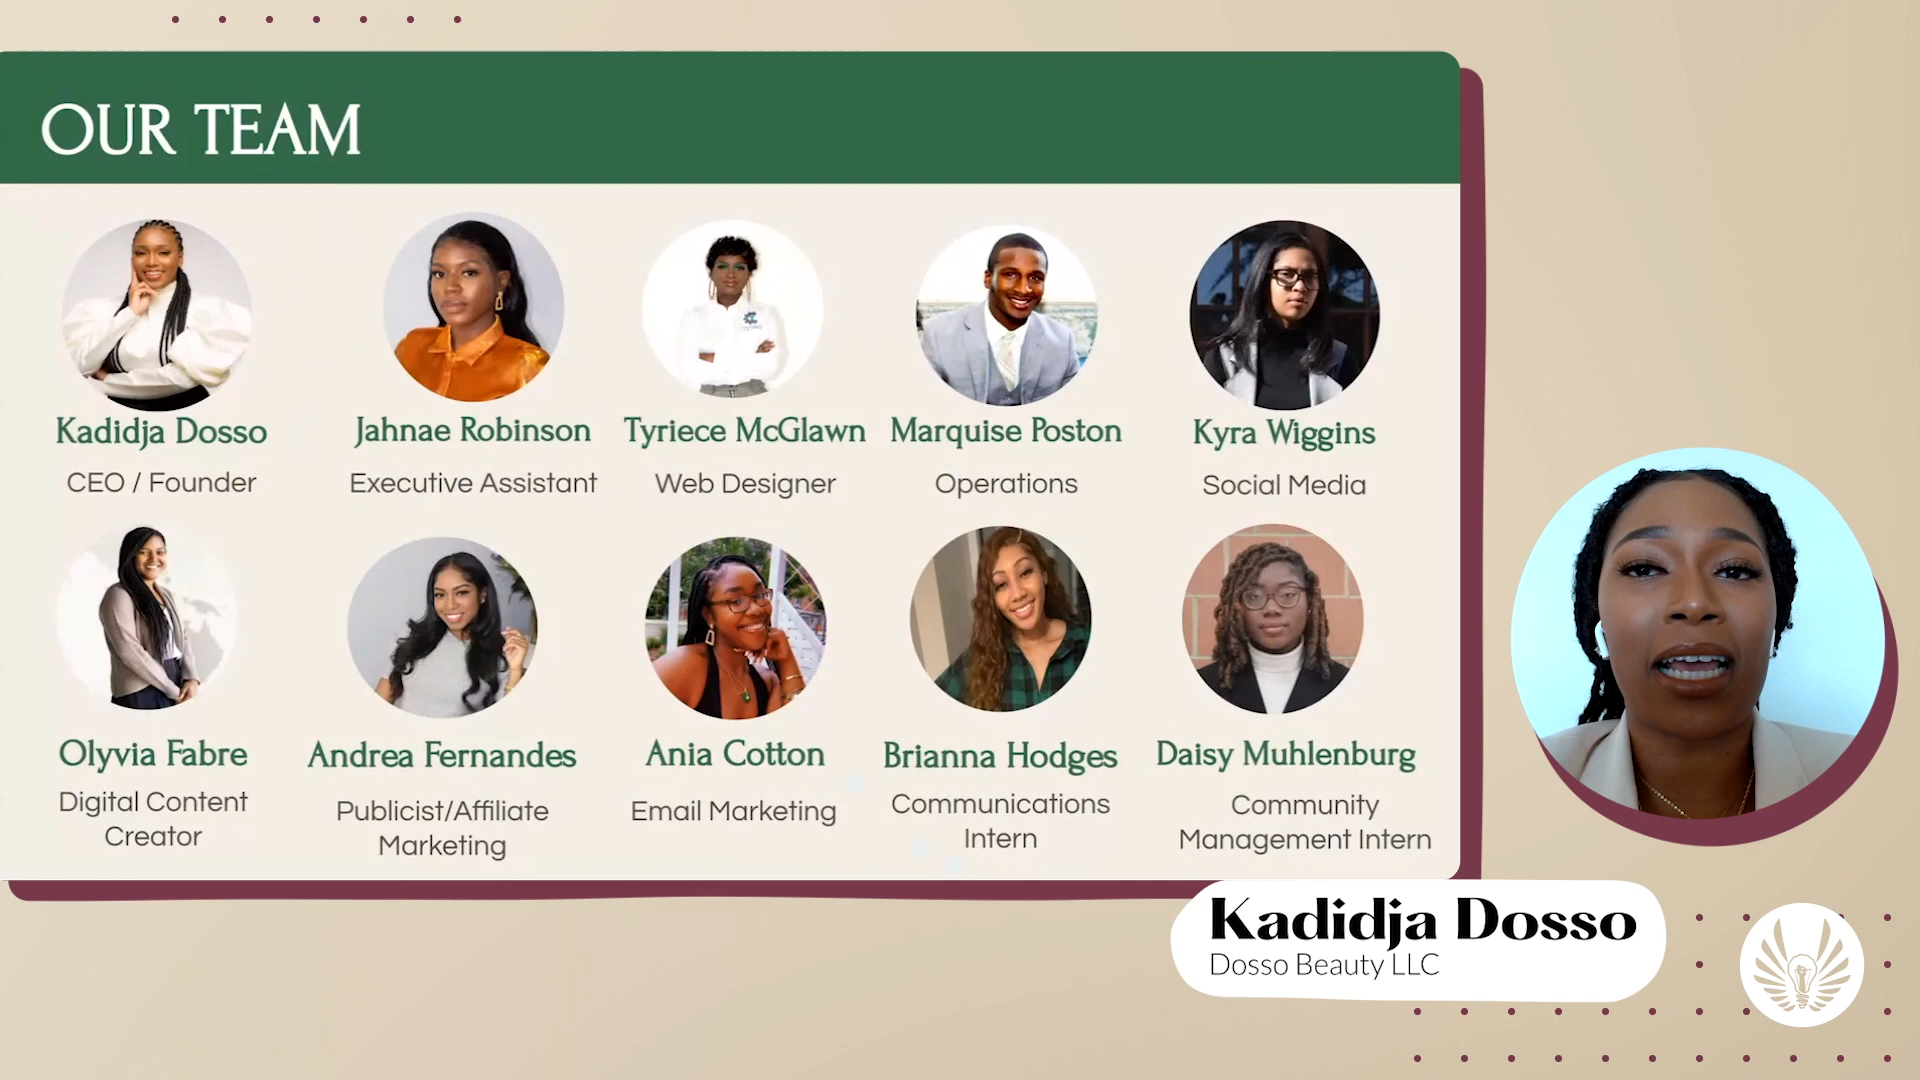 OUR TEAM
Kadidja Dosso
CEO / Founder
Jahnae Robinson
Executive Assistant
Tyriece McGlawn
Web Designer
Marquise Poston
Operations
Kyra Wiggins
Social Media
Olyvia Fabre
Digital Content
Creator
Andrea Fernandes
Publicist/Affiliate
Marketing
Ania Cotton
Email Marketing
Brianna Hodges
Communications
Intern
Daisy Muhlenburg
Community
Management Intern
Kadidja Dosso
Dosso Beauty LLC